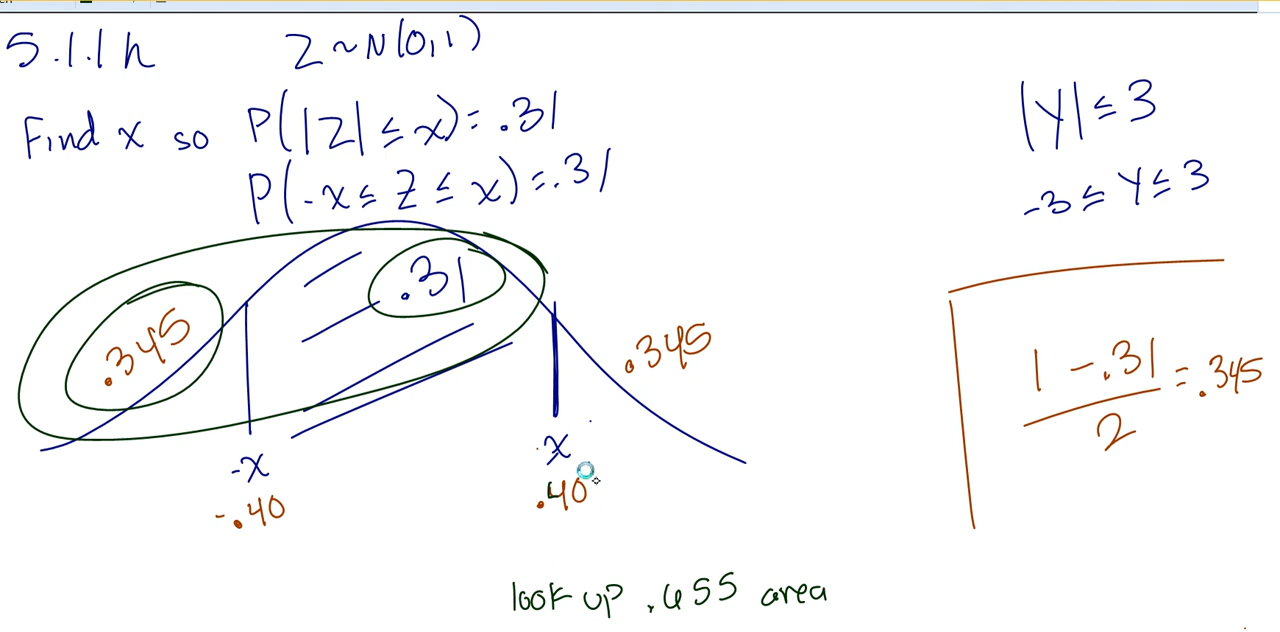 5.1.1h Z~N(0,1)
Find x so P(|Z| ≤ x) = .31
P(-x ≤ Z ≤ x) = .31
|Y| ≤ 3
-3 ≤ Y ≤ 3
.31
.345
.345
1 - .31
2
= .345
-x
x
-.40
.40
look up .655 area